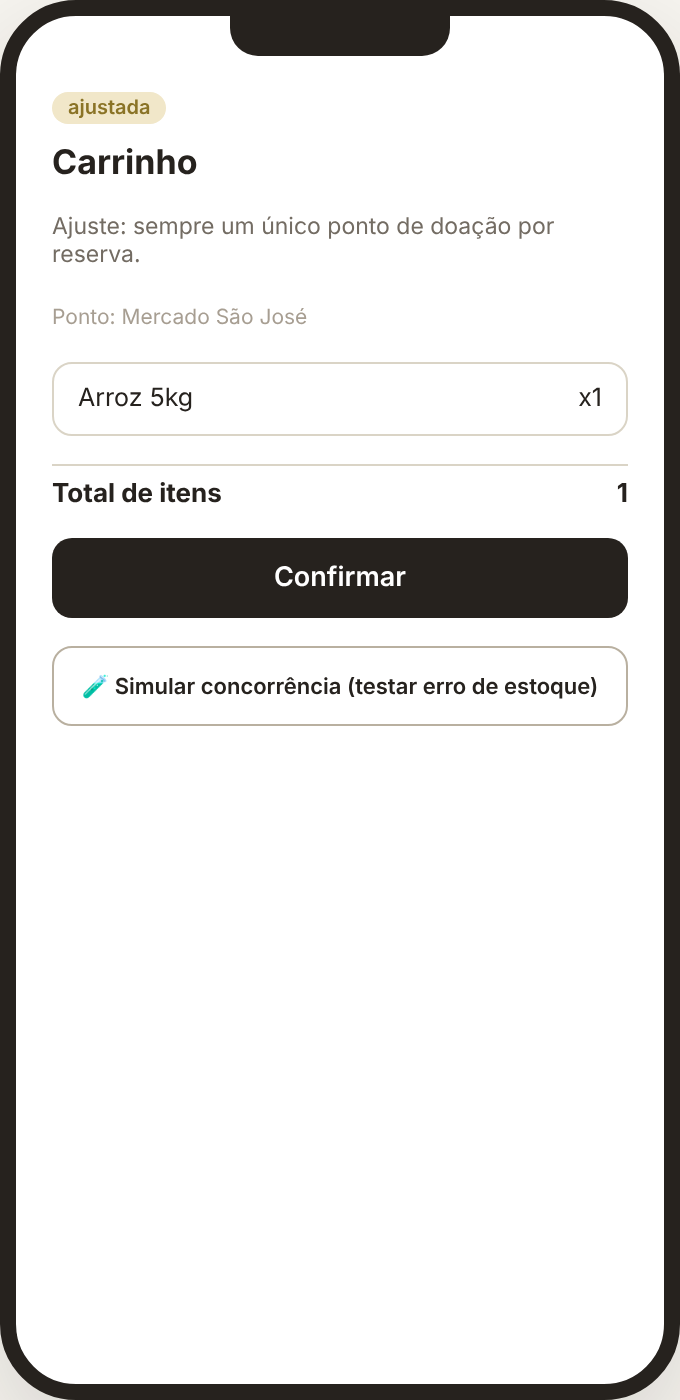 ajustada
Carrinho
Ajuste: sempre um único ponto de doação por
reserva.
Ponto: Mercado São José
Arroz 5kg x1
Total de itens 1
Confirmar
🧪 Simular concorrência (testar erro de estoque)